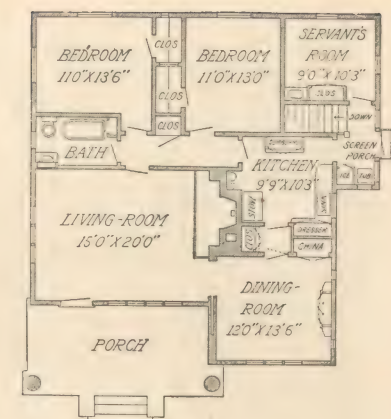 BEDROOM
11'0"X13'6"
CLOS
CLOS
CLOS
BEDROOM
11'0"X13'0"
SERVANT'S
ROOM
9'0"X10'3"
CLOS
DOWN
SCREEN
PORCH
ICE
TUB
BATH
KITCHEN
9'9"X10'3
STOVE
SINK
CLOS
DRESSER
CHINA
LIVING-ROOM
15'0"X20'0"
DINING-
ROOM
12'0"X13'6"
PORCH